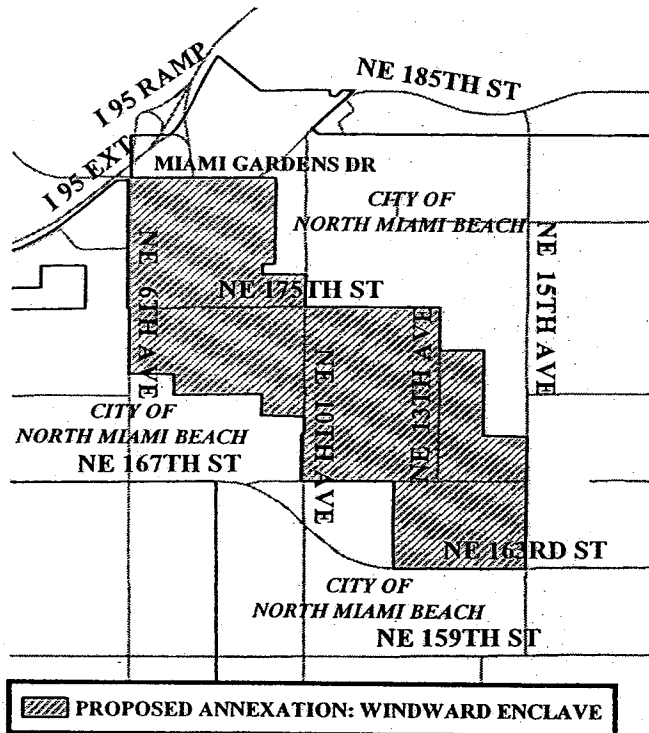 I 95 RAMP
NE 185TH ST
I 95 EXT
MIAMI GARDENS DR
CITY OF
NORTH MIAMI BEACH
NE 15TH AVE
NE 6TH AVE
NE 175TH ST
NE 13TH AVE
NE 10TH AVE
CITY OF
NORTH MIAMI BEACH
NE 167TH ST
NE 163RD ST
CITY OF
NORTH MIAMI BEACH
NE 159TH ST
PROPOSED ANNEXATION: WINDWARD ENCLAVE